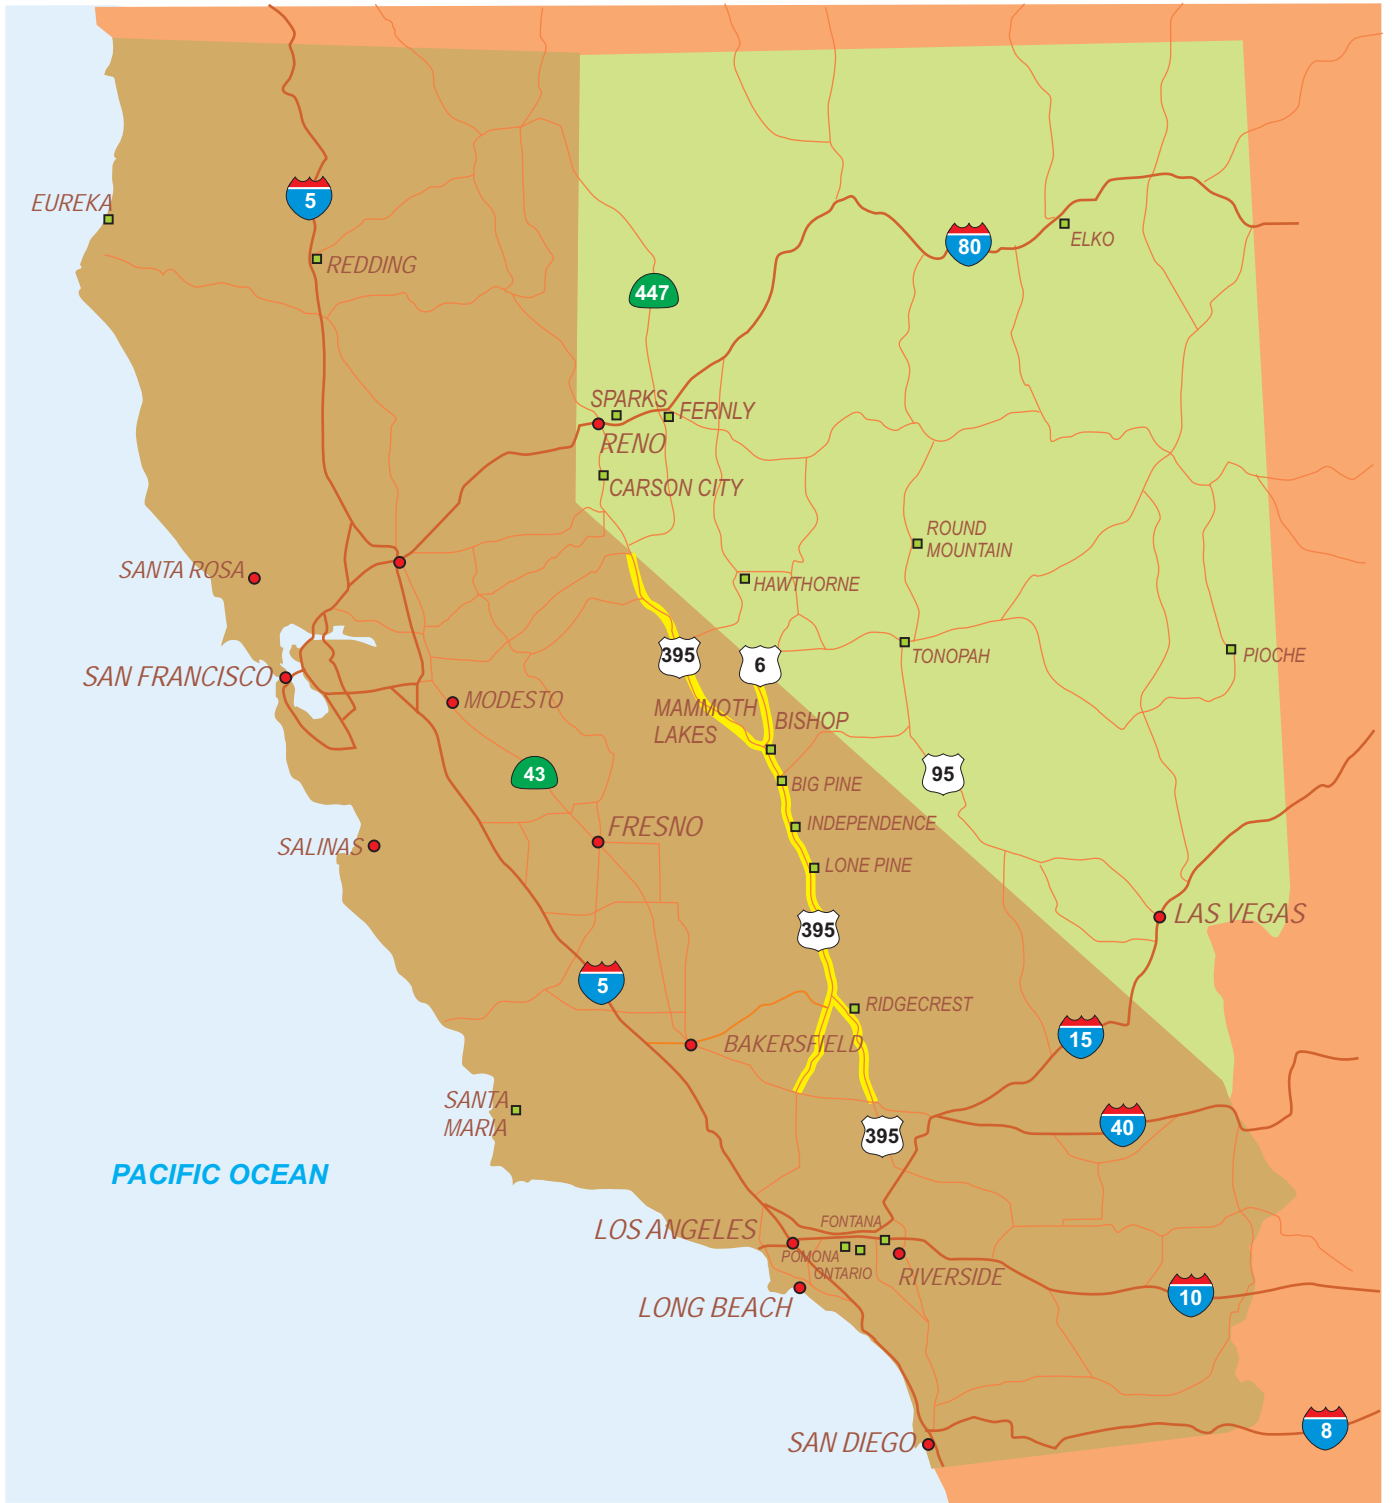 EUREKA
5
REDDING
80
ELKO
447
SPARKS
FERNLY
RENO
CARSON CITY
ROUND
MOUNTAIN
SANTA ROSA
HAWTHORNE
395
6
TONOPAH
PIOCHE
SAN FRANCISCO
MODESTO
MAMMOTH
LAKES
BISHOP
43
95
BIG PINE
FRESNO
INDEPENDENCE
SALINAS
LONE PINE
LAS VEGAS
395
5
RIDGECREST
BAKERSFIELD
15
SANTA
MARIA
40
395
PACIFIC OCEAN
LOS ANGELES
FONTANA
POMONA
ONTARIO
RIVERSIDE
LONG BEACH
10
SAN DIEGO
8